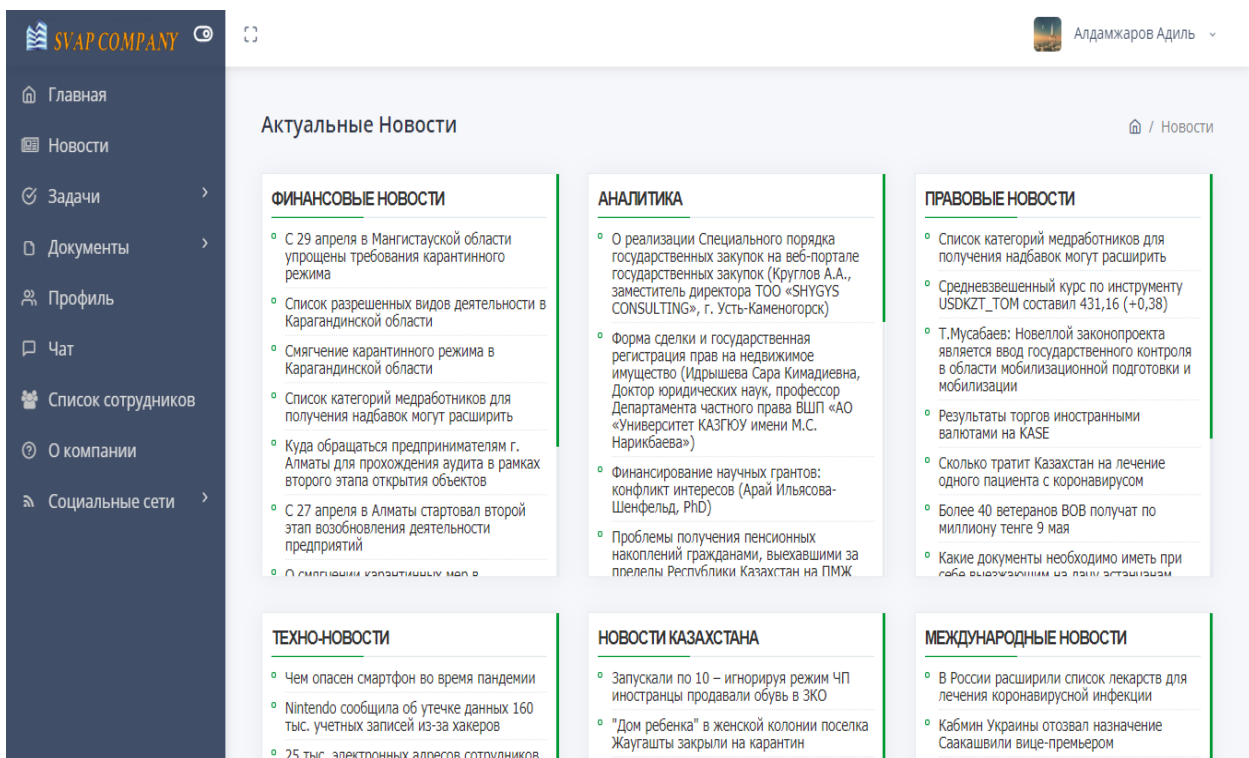 SVAP COMPANY
Алдамжаров Адиль
Главная
Новости
Задачи
Документы
Профиль
Чат
Список сотрудников
О компании
Социальные сети
Актуальные Новости
/ Новости
ФИНАНСОВЫЕ НОВОСТИ
С 29 апреля в Мангистауской области
упрощены требования карантинного
режима
Список разрешенных видов деятельности в
Карагандинской области
Смягчение карантинного режима в
Карагандинской области
Список категорий медработников для
получения надбавок могут расширить
Куда обращаться предпринимателям г.
Алматы для прохождения аудита в рамках
второго этапа открытия объектов
С 27 апреля в Алматы стартовал второй
этап возобновления деятельности
предприятий
О смягчении карантинных мер в
АНАЛИТИКА
О реализации Специального порядка
государственных закупок на веб-портале
государственных закупок (Круглов А.А.,
заместитель директора ТОО «SHYGYS
CONSULTING», г. Усть-Каменогорск)
Форма сделки и государственная
регистрация прав на недвижимое
имущество (Идрышева Сара Кимадиевна,
Доктор юридических наук, профессор
Департамента частного права ВШП «АО
«Университет КАЗГЮУ имени М.С.
Нарикбаева»)
Финансирование научных грантов:
конфликт интересов (Арай Ильясова-
Шенфельд, PhD)
Проблемы получения пенсионных
накоплений гражданами, выехавшими за
пределы Республики Казахстан на ПМЖ
ПРАВОВЫЕ НОВОСТИ
Список категорий медработников для
получения надбавок могут расширить
Средневзвешенный курс по инструменту
USDKZT_TOM составил 431,16 (+0,38)
Т.Мусабаев: Новеллой законопроекта
является ввод государственного контроля
в области мобилизационной подготовки и
мобилизации
Результаты торгов иностранными
валютами на KASE
Сколько тратит Казахстан на лечение
одного пациента с коронавирусом
Более 40 ветеранов ВОВ получат по
миллиону тенге 9 мая
Какие документы необходимо иметь при
себе выезжающим на дачу астанчанам
ТЕХНО-НОВОСТИ
Чем опасен смартфон во время пандемии
Nintendo сообщила об утечке данных 160
тыс. учетных записей из-за хакеров
25 тыс. электронных адресов сотрудников
НОВОСТИ КАЗАХСТАНА
Запускали по 10 – игнорируя режим ЧП
иностранцы продавали обувь в ЗКО
"Дом ребенка" в женской колонии поселка
Жаугашты закрыли на карантин
МЕЖДУНАРОДНЫЕ НОВОСТИ
В России расширили список лекарств для
лечения коронавирусной инфекции
Кабмин Украины отозвал назначение
Саакашвили вице-премьером